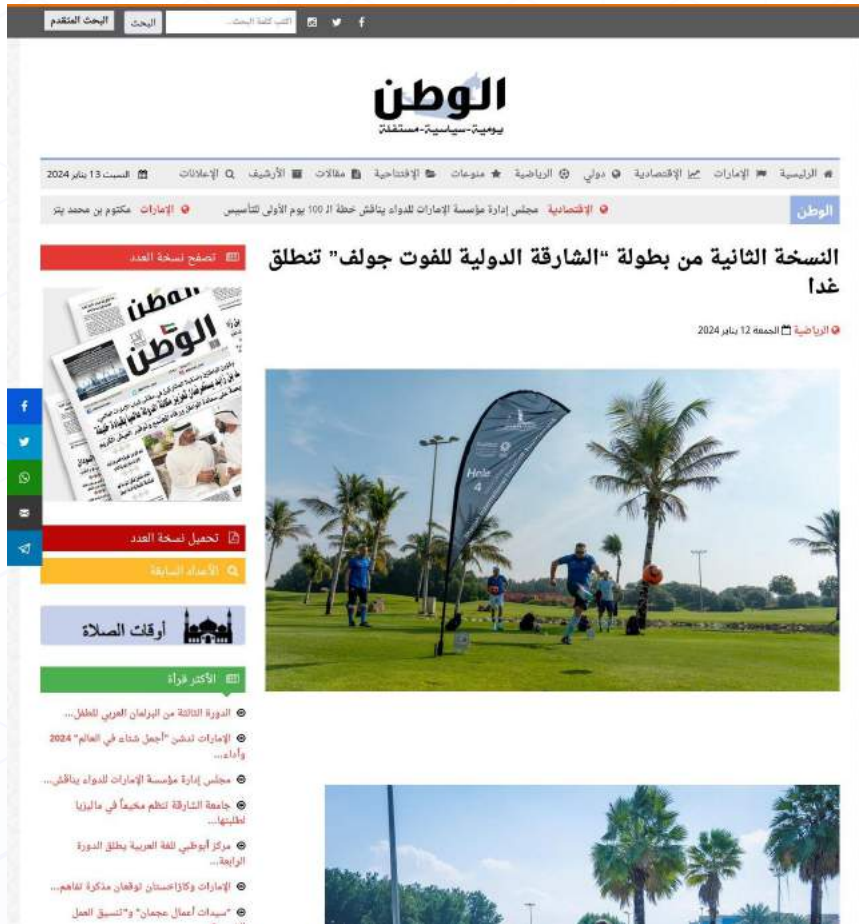 اكتب كلمة البحث...
البحث
البحث المتقدم
الوطن
يومية-سياسية-مستقلة
الرئيسية الإمارات الإقتصادية دولي الرياضية منوعات الإفتتاحية مقالات الأرشيف الإعلانات السبت 13 يناير 2024
الوطن
الإقتصادية مجلس إدارة مؤسسة الإمارات للدواء يناقش خطة الـ 100 يوم الأولى للتأسيس الإمارات مكتوم بن محمد يتر
النسخة الثانية من بطولة “الشارقة الدولية للفوت جولف” تنطلق
غدا
الرياضية الجمعة 12 يناير 2024
Hole
4
تصفح نسخة العدد
الوطن
الوطن
تحميل نسخة العدد
الأعداد السابقة
أوقات الصلاة
الأكثر قرأة
الدورة الثالثة من البرلمان العربي للطفل...
الإمارات تدشن "أجمل شتاء في العالم" 2024
وأداء...
مجلس إدارة مؤسسة الإمارات للدواء يناقش...
جامعة الشارقة تنظم مخيماً في ماليزيا
لطلبتها...
مركز أبوظبي للغة العربية يطلق الدورة
الرابعة...
الإمارات وكازاخستان توقعان مذكرة تفاهم...
"سيدات أعمال عجمان" و"تنسيق العمل